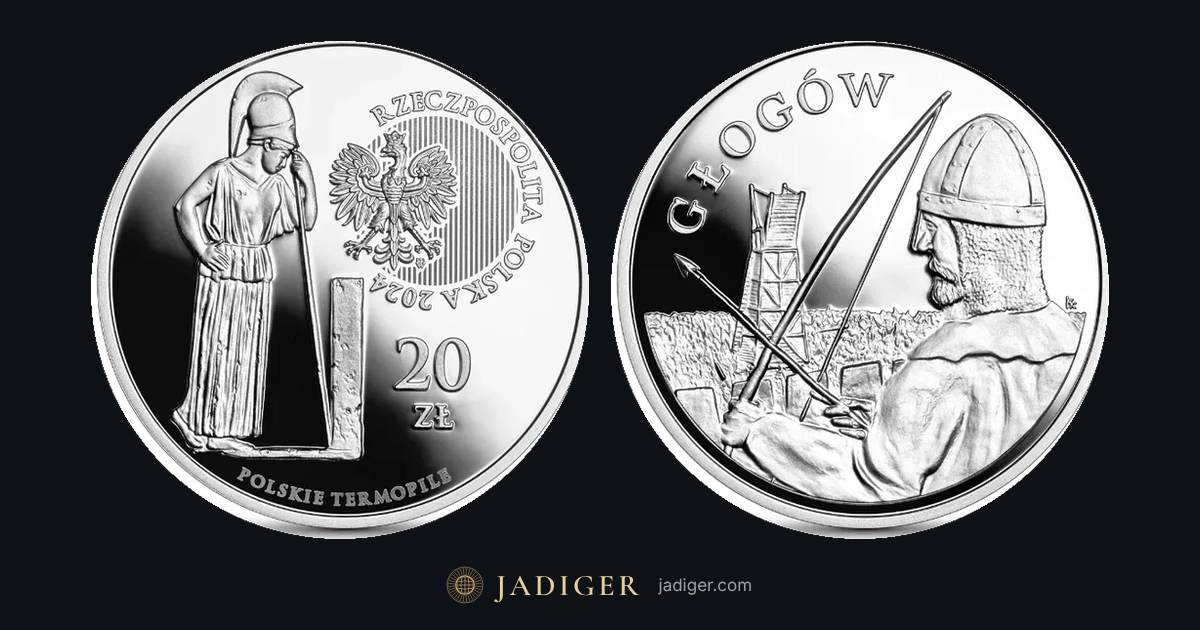 RZECZPOSPOLITA POLSKA 2024
20
ZŁ
POLSKIE TERMOPILE
GŁOGÓW
JADIGER
jadiger.com